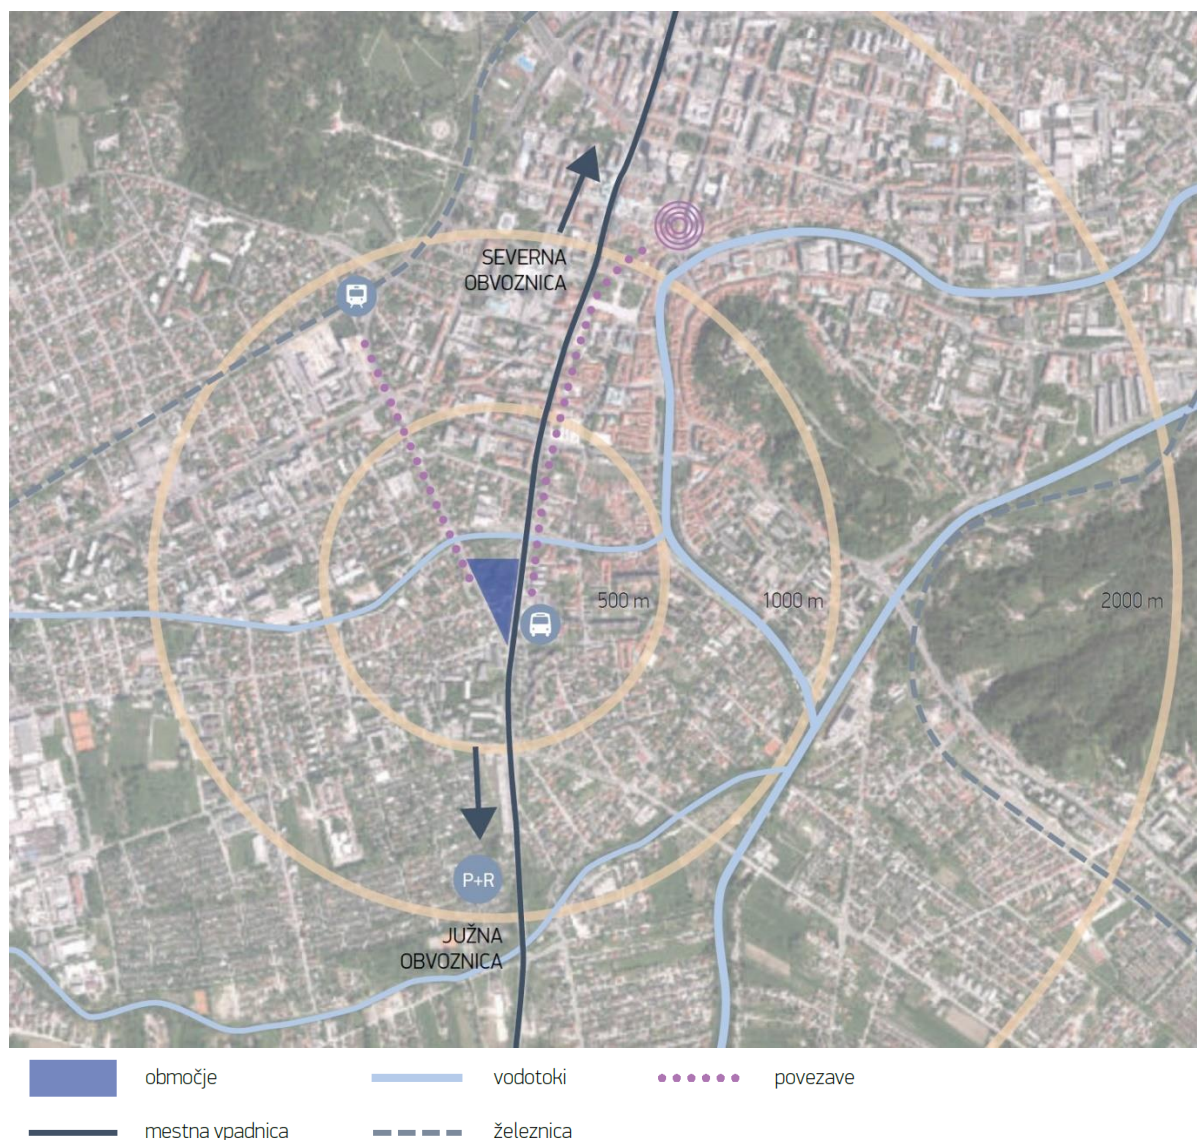 SEVERNA
OBVOZNICA
500 m
1000 m
2000 m
P+R
JUŽNA
OBVOZNICA
območje
vodotoki
povezave
mestna vpadnica
železnica